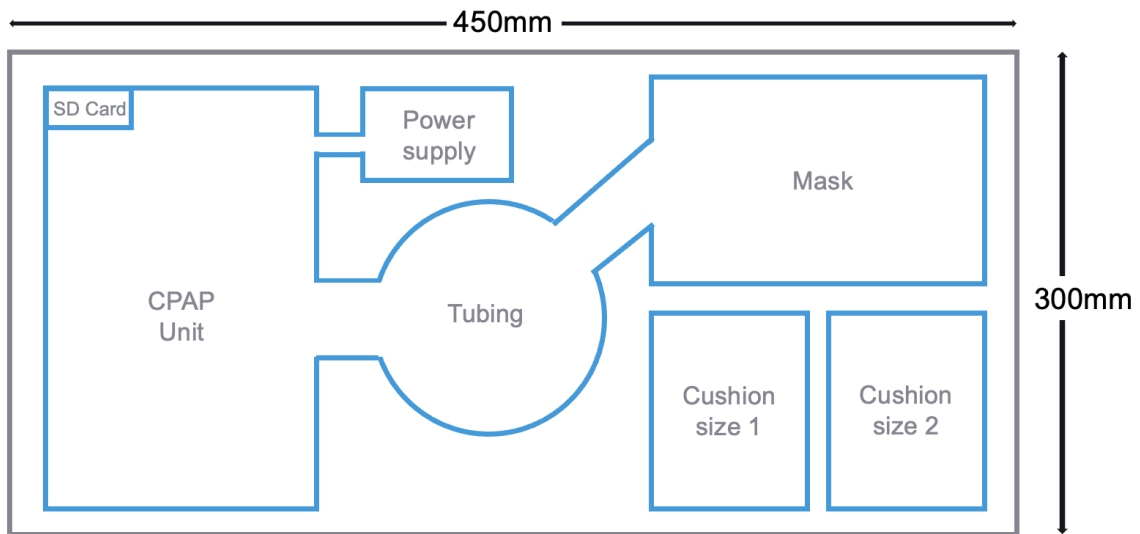 450mm
SD Card
Power
supply
Mask
CPAP
Unit
Tubing
300mm
Cushion
size 1
Cushion
size 2